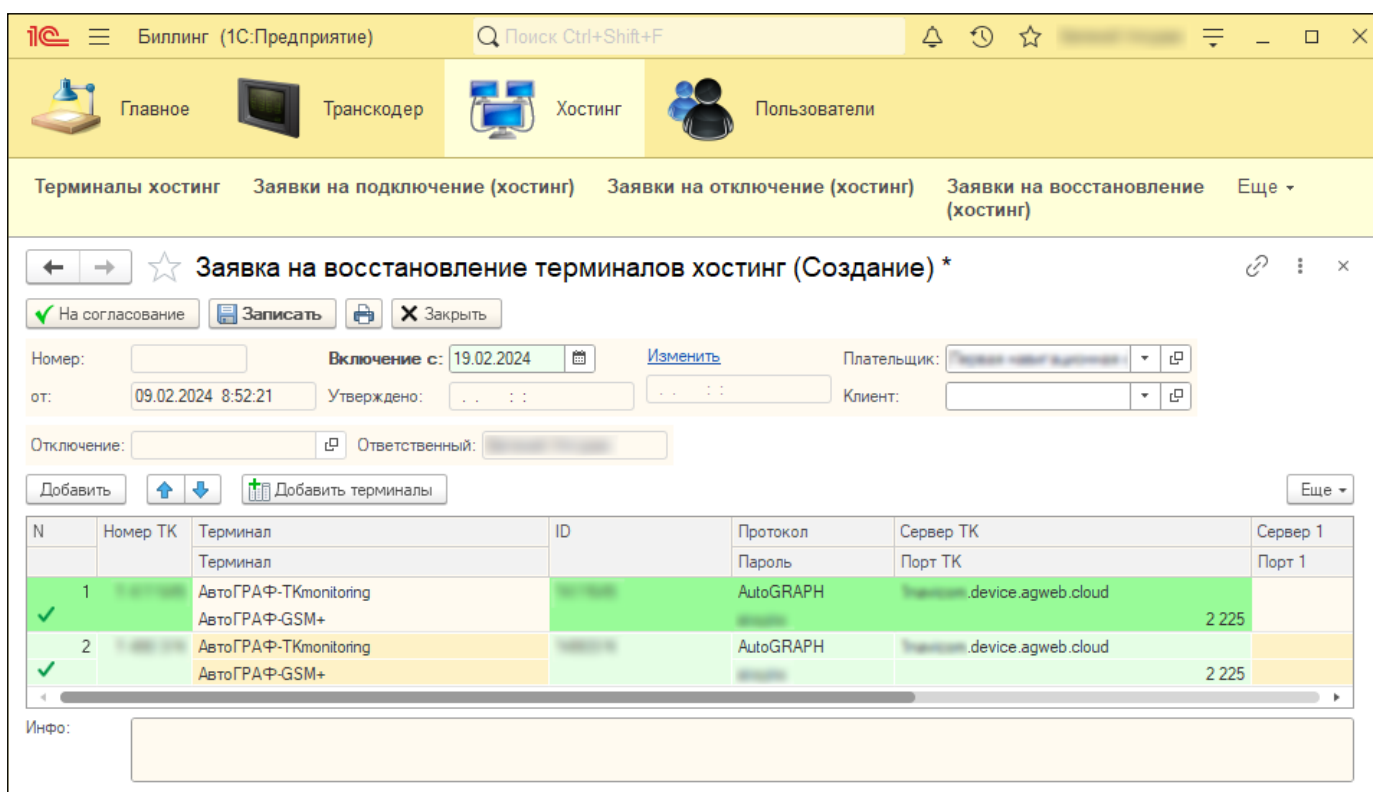 1С Биллинг (1С:Предприятие) Поиск Ctrl+Shift+F
Главное Транскодер Хостинг Пользователи
Терминалы хостинг Заявки на подключение (хостинг) Заявки на отключение (хостинг) Заявки на восстановление Еще
(хостинг)
Заявка на восстановление терминалов хостинг (Создание) *
На согласование Записать Закрыть
Номер: Включение с: 19.02.2024 Изменить Плательщик:
от: 09.02.2024 8:52:21 Утверждено: . . : : . . : : Клиент:
Отключение: Ответственный:
Добавить Добавить терминалы Еще
N Номер ТК Терминал ID Протокол Сервер ТК Сервер 1
Терминал Пароль Порт ТК Порт 1
1 АвтоГРАФ-TKmonitoring AutoGRAPH .device.agweb.cloud
АвтоГРАФ-GSM+ 2 225
2 АвтоГРАФ-TKmonitoring AutoGRAPH .device.agweb.cloud
АвтоГРАФ-GSM+ 2 225
Инфо: